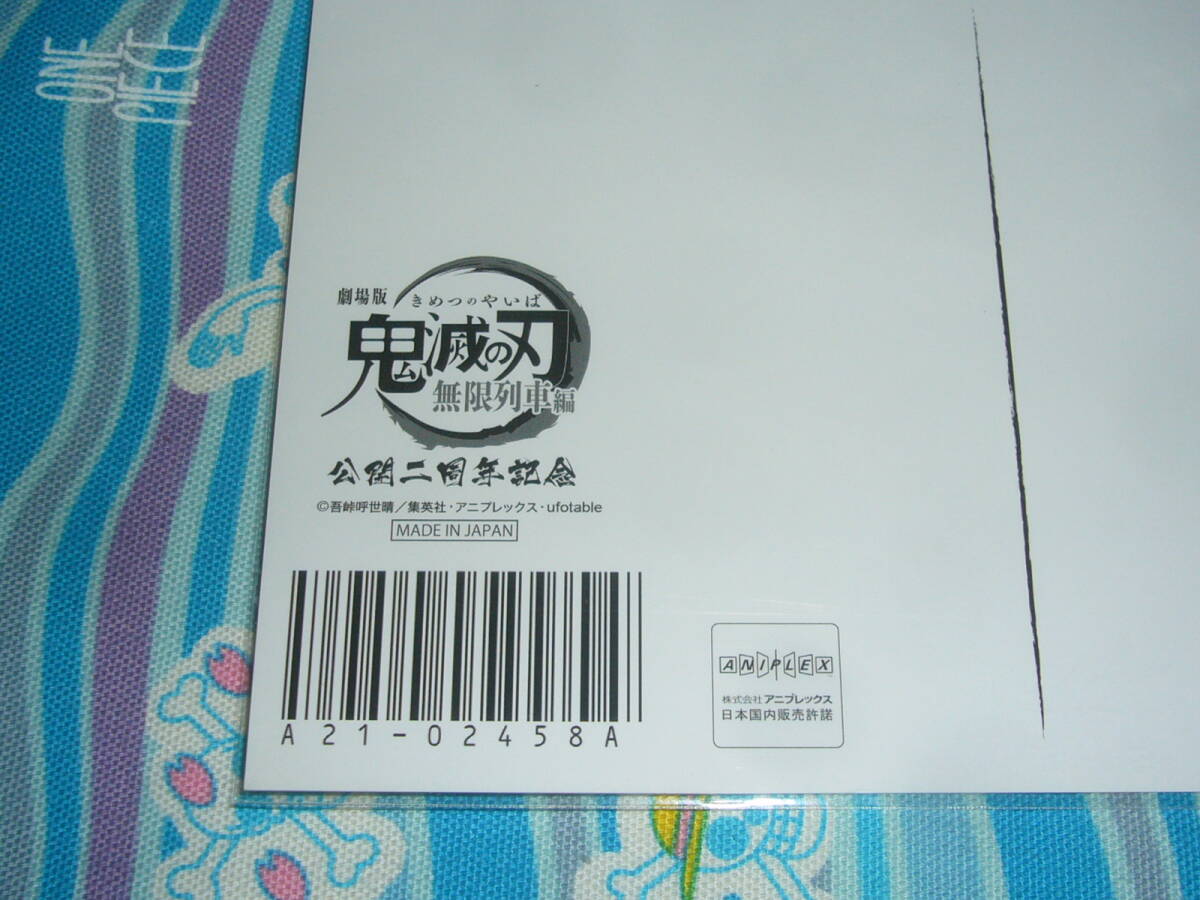 ONE
PIECE
劇場版
きめつのやいば
鬼滅の刃
無限列車編
公開二周年記念
©吾峠呼世晴／集英社・アニプレックス・ufotable
MADE IN JAPAN
A21-02458A
ANIPLEX
株式会社アニプレックス
日本国内販売許諾